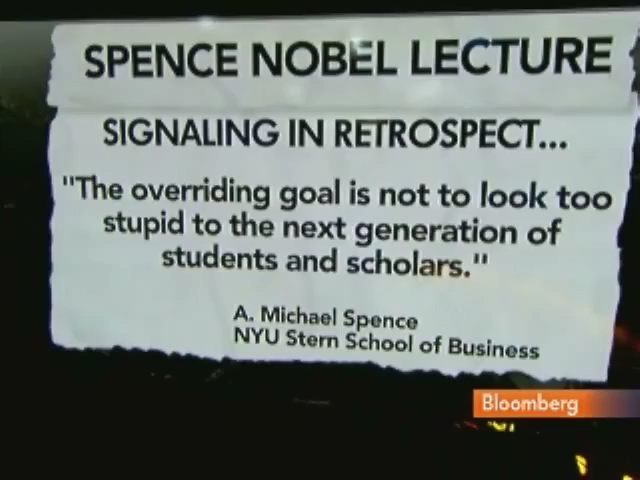 SPENCE NOBEL LECTURE
SIGNALING IN RETROSPECT...
"The overriding goal is not to look too
stupid to the next generation of
students and scholars."
A. Michael Spence
NYU Stern School of Business
Bloomberg